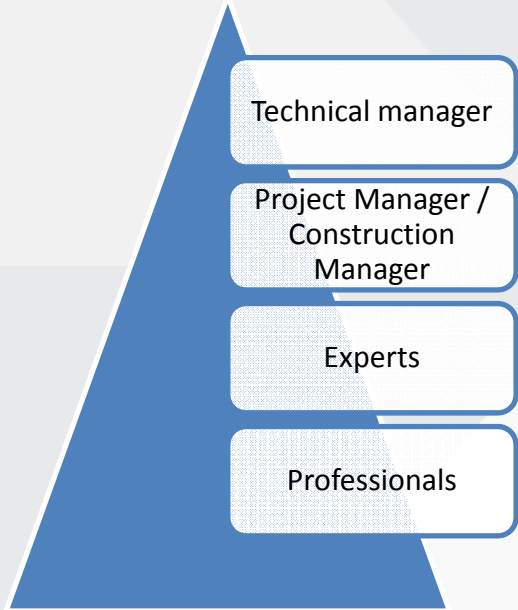 Technical manager
Project Manager /
Construction
Manager
Experts
Professionals